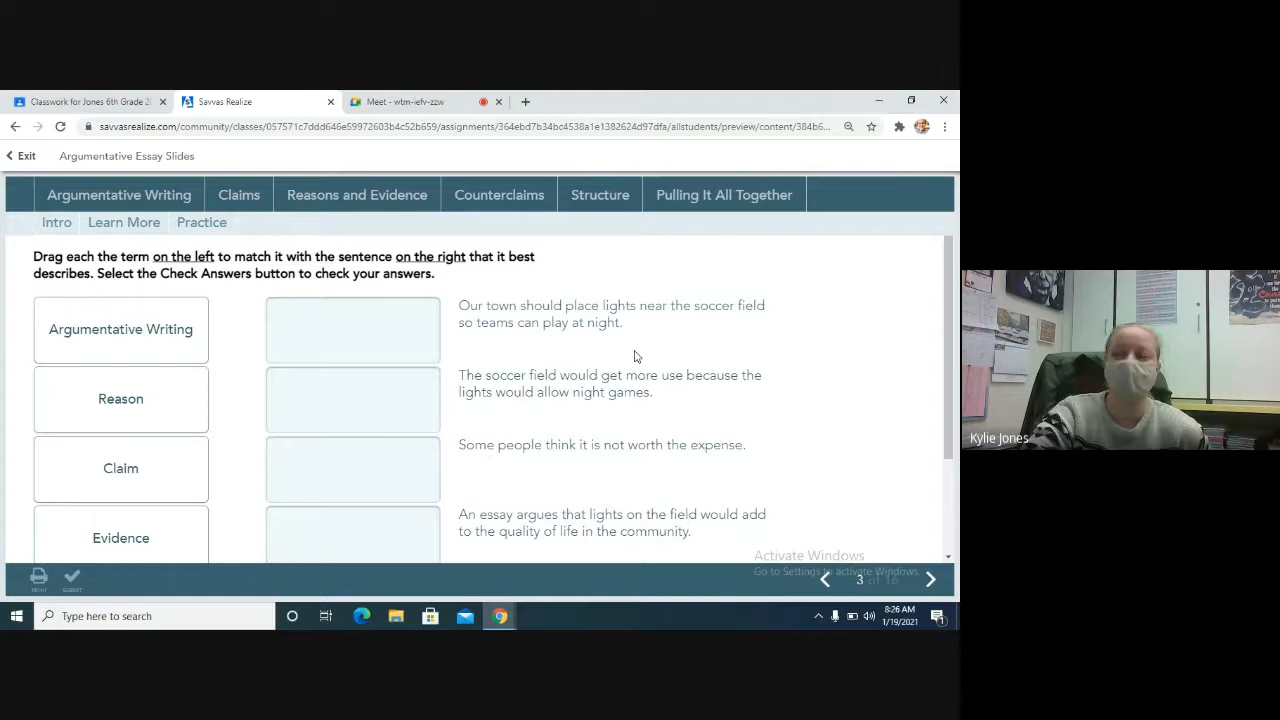 Classwork for Jones 6th Grade 2
Savvas Realize
Meet - wtm-iefv-zzw
savvasrealize.com/community/classes/057571c7ddd646e59972603b4c52b659/assignments/364ebd7b34bc4538a1e1382624d97dfa/allstudents/preview/content/384b6...
Exit
Argumentative Essay Slides
Argumentative Writing
Claims
Reasons and Evidence
Counterclaims
Structure
Pulling It All Together
Intro
Learn More
Practice
Drag each the term on the left to match it with the sentence on the right that it best
describes. Select the Check Answers button to check your answers.
Argumentative Writing
Our town should place lights near the soccer field
so teams can play at night.
Reason
The soccer field would get more use because the
lights would allow night games.
Claim
Some people think it is not worth the expense.
Evidence
An essay argues that lights on the field would add
to the quality of life in the community.
Activate Windows
Go to Settings to activate Windows.
PRINT
SUBMIT
3 of 16
Type here to search
8:26 AM
1/19/2021
Kylie Jones